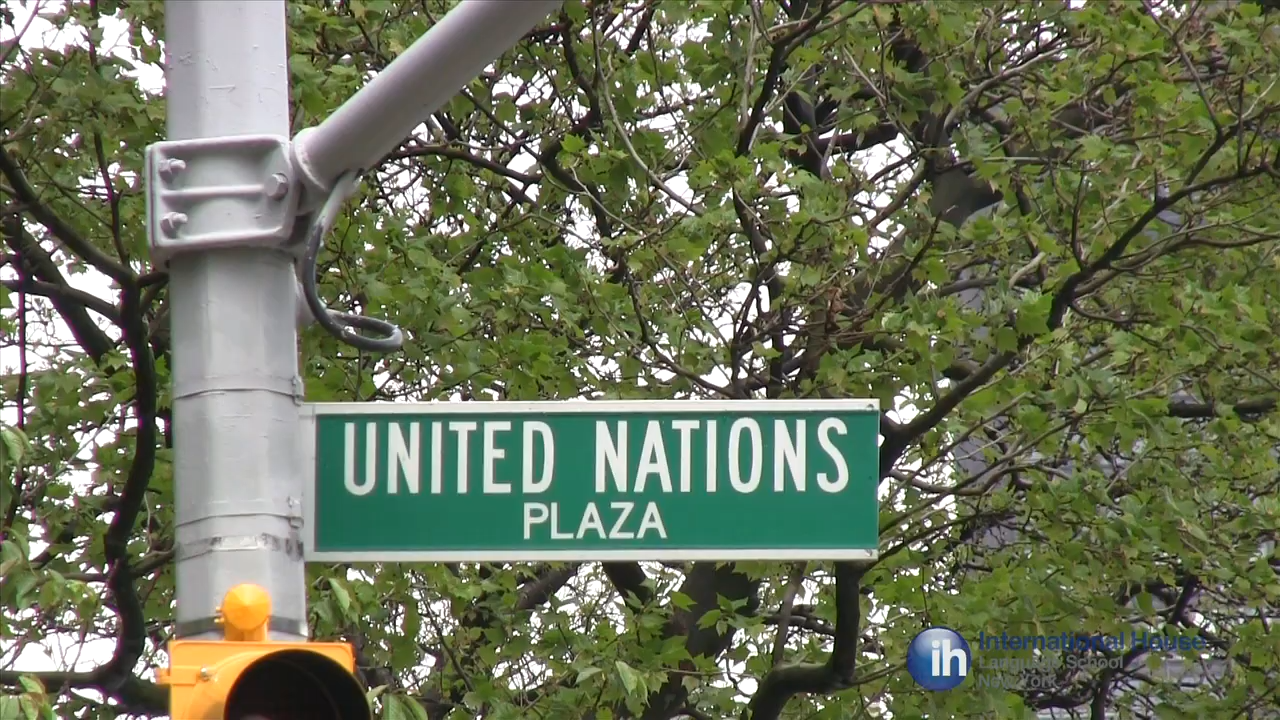 UNITED NATIONS
PLAZA
ih
International House
Language School
New York